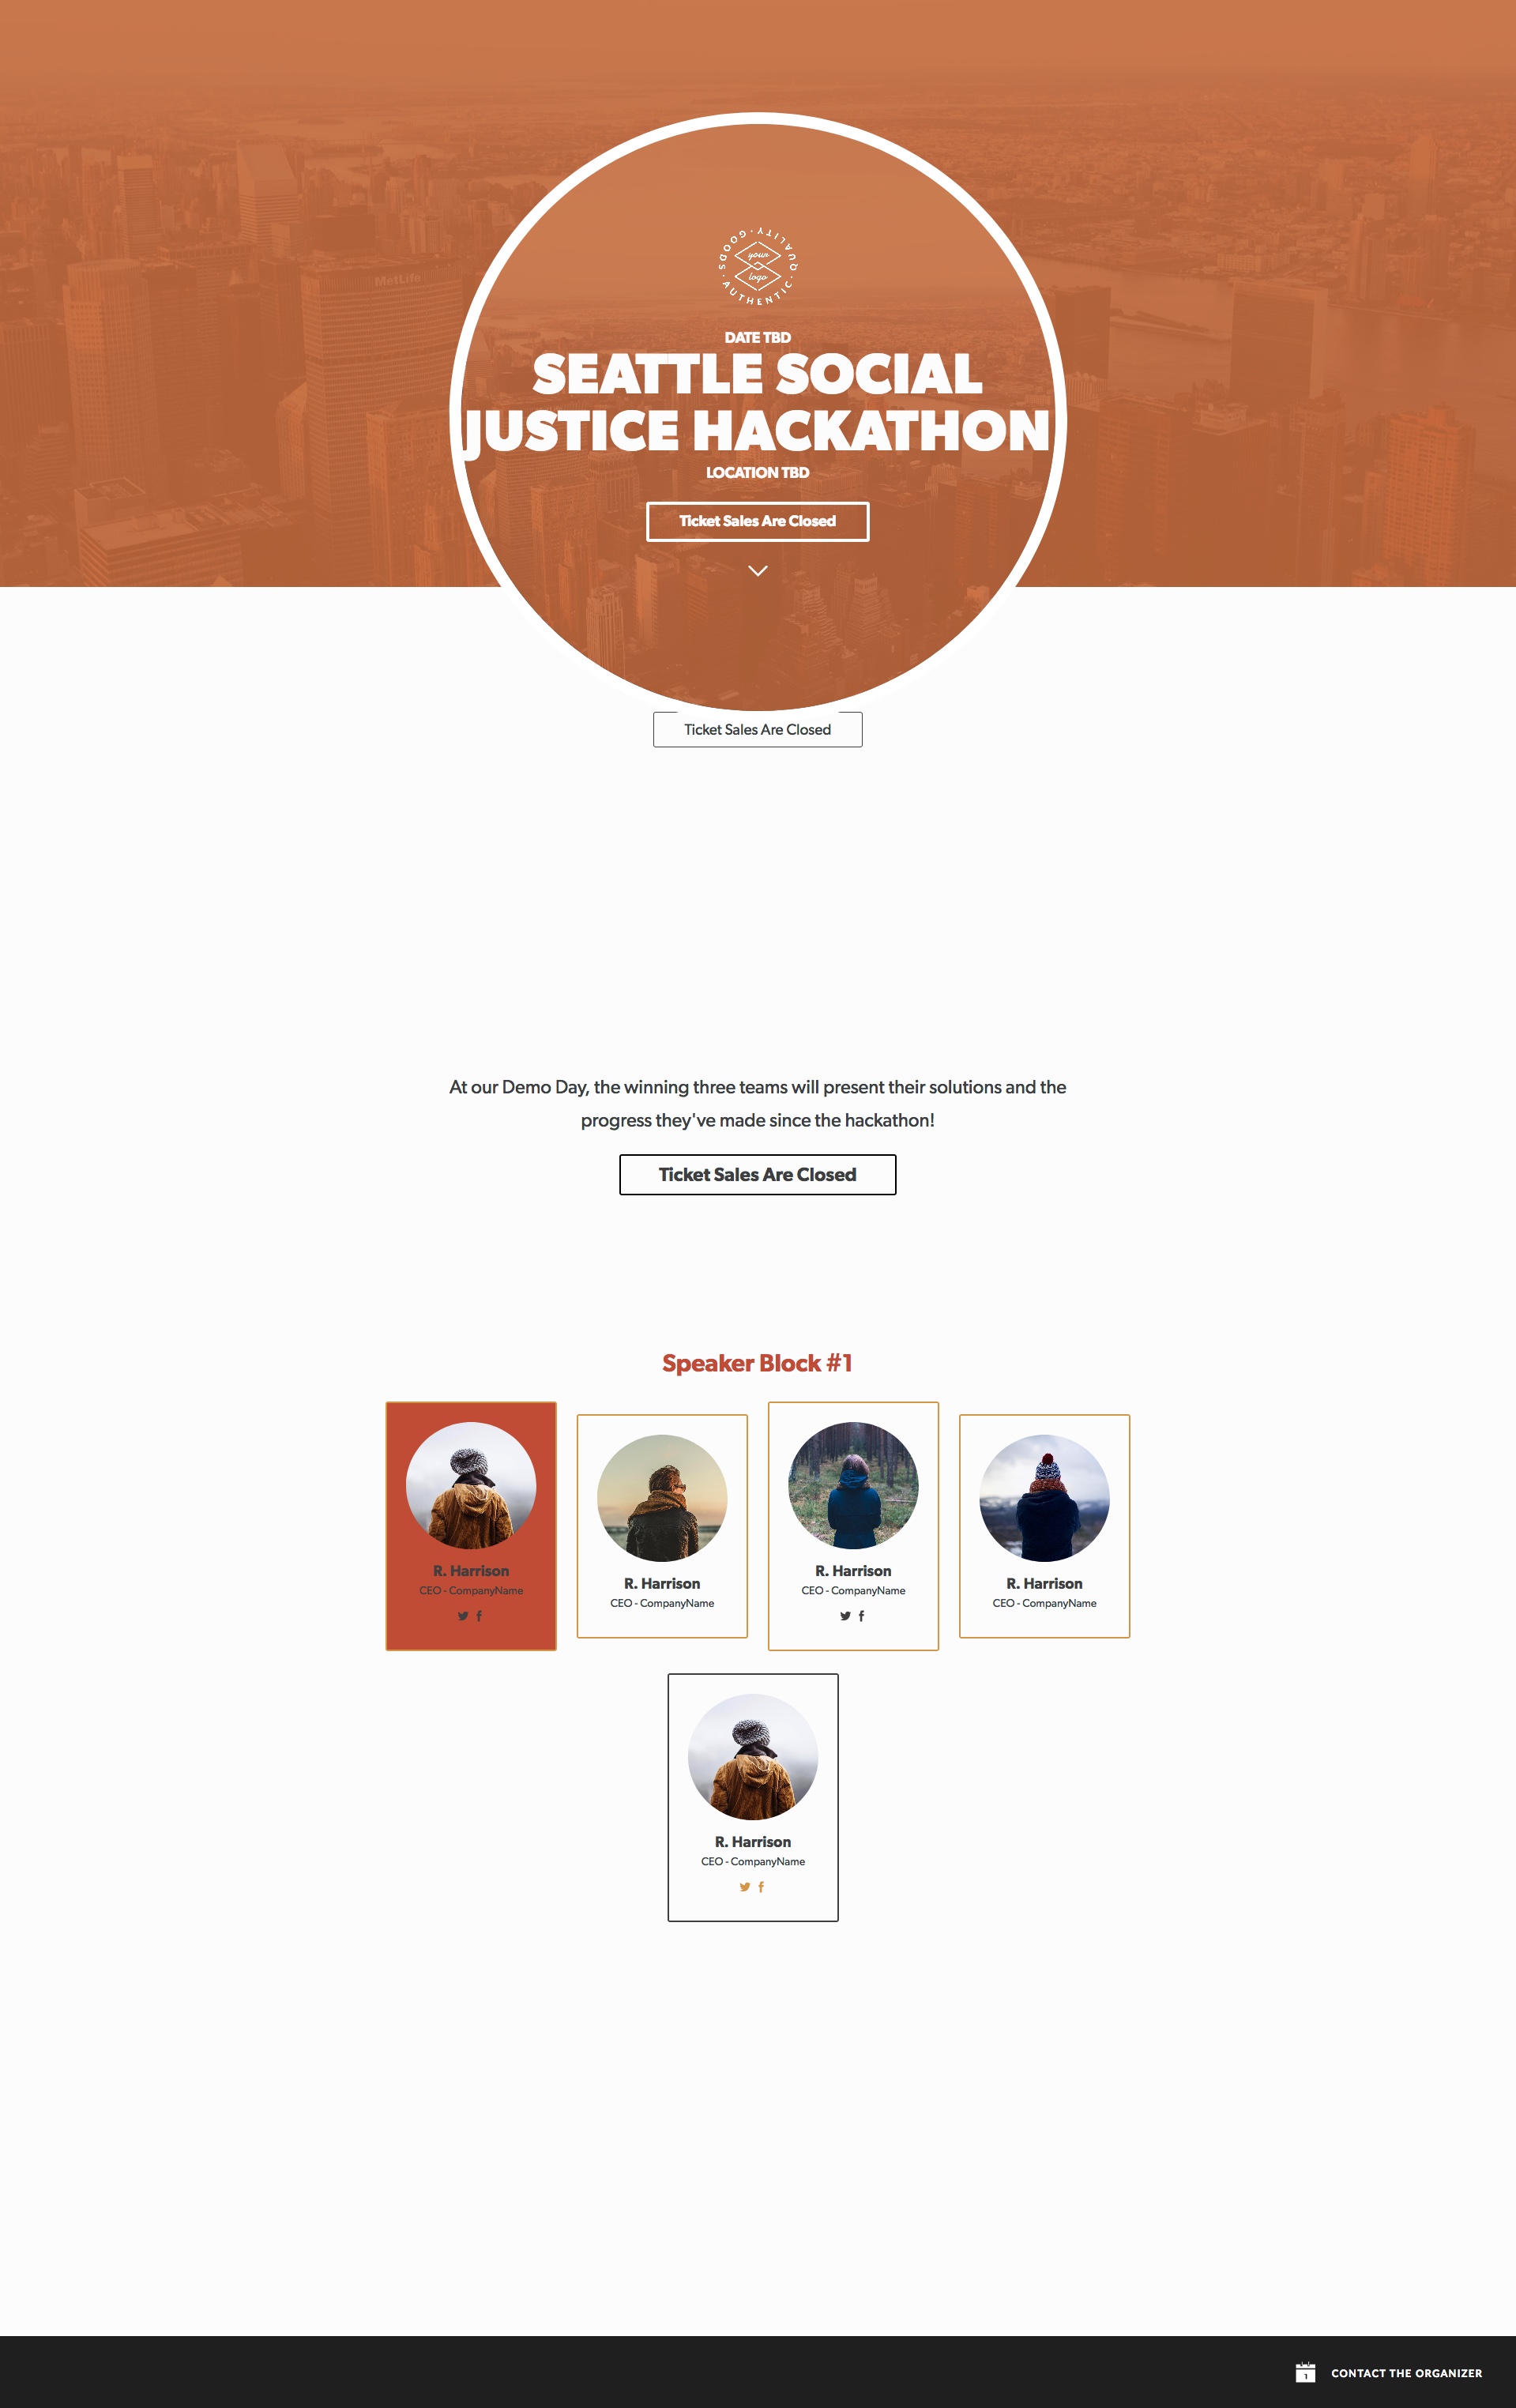 MetLife
QUALITY · AUTHENTIC · GOODS ·
your
logo
DATE TBD
SEATTLE SOCIAL
JUSTICE HACKATHON
LOCATION TBD
Ticket Sales Are Closed
Ticket Sales Are Closed
At our Demo Day, the winning three teams will present their solutions and the
progress they've made since the hackathon!
Ticket Sales Are Closed
Speaker Block #1
R. Harrison
CEO - CompanyName
R. Harrison
CEO - CompanyName
R. Harrison
CEO - CompanyName
R. Harrison
CEO - CompanyName
R. Harrison
CEO - CompanyName
1
CONTACT THE ORGANIZER